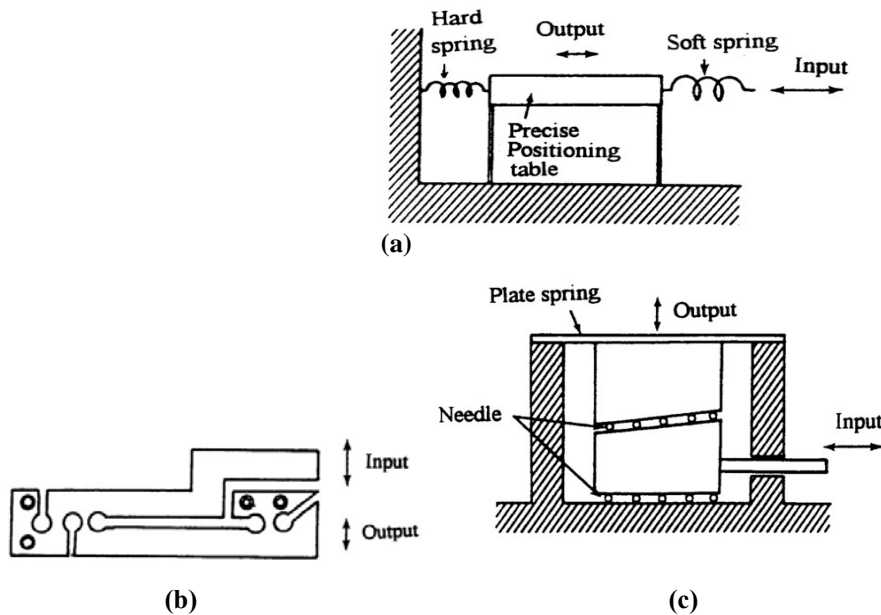 Hard
spring
Output
Soft spring
Input
Precise
Positioning
table
(a)
Plate spring
Output
Needle
Input
Input
Output
(b)
(c)